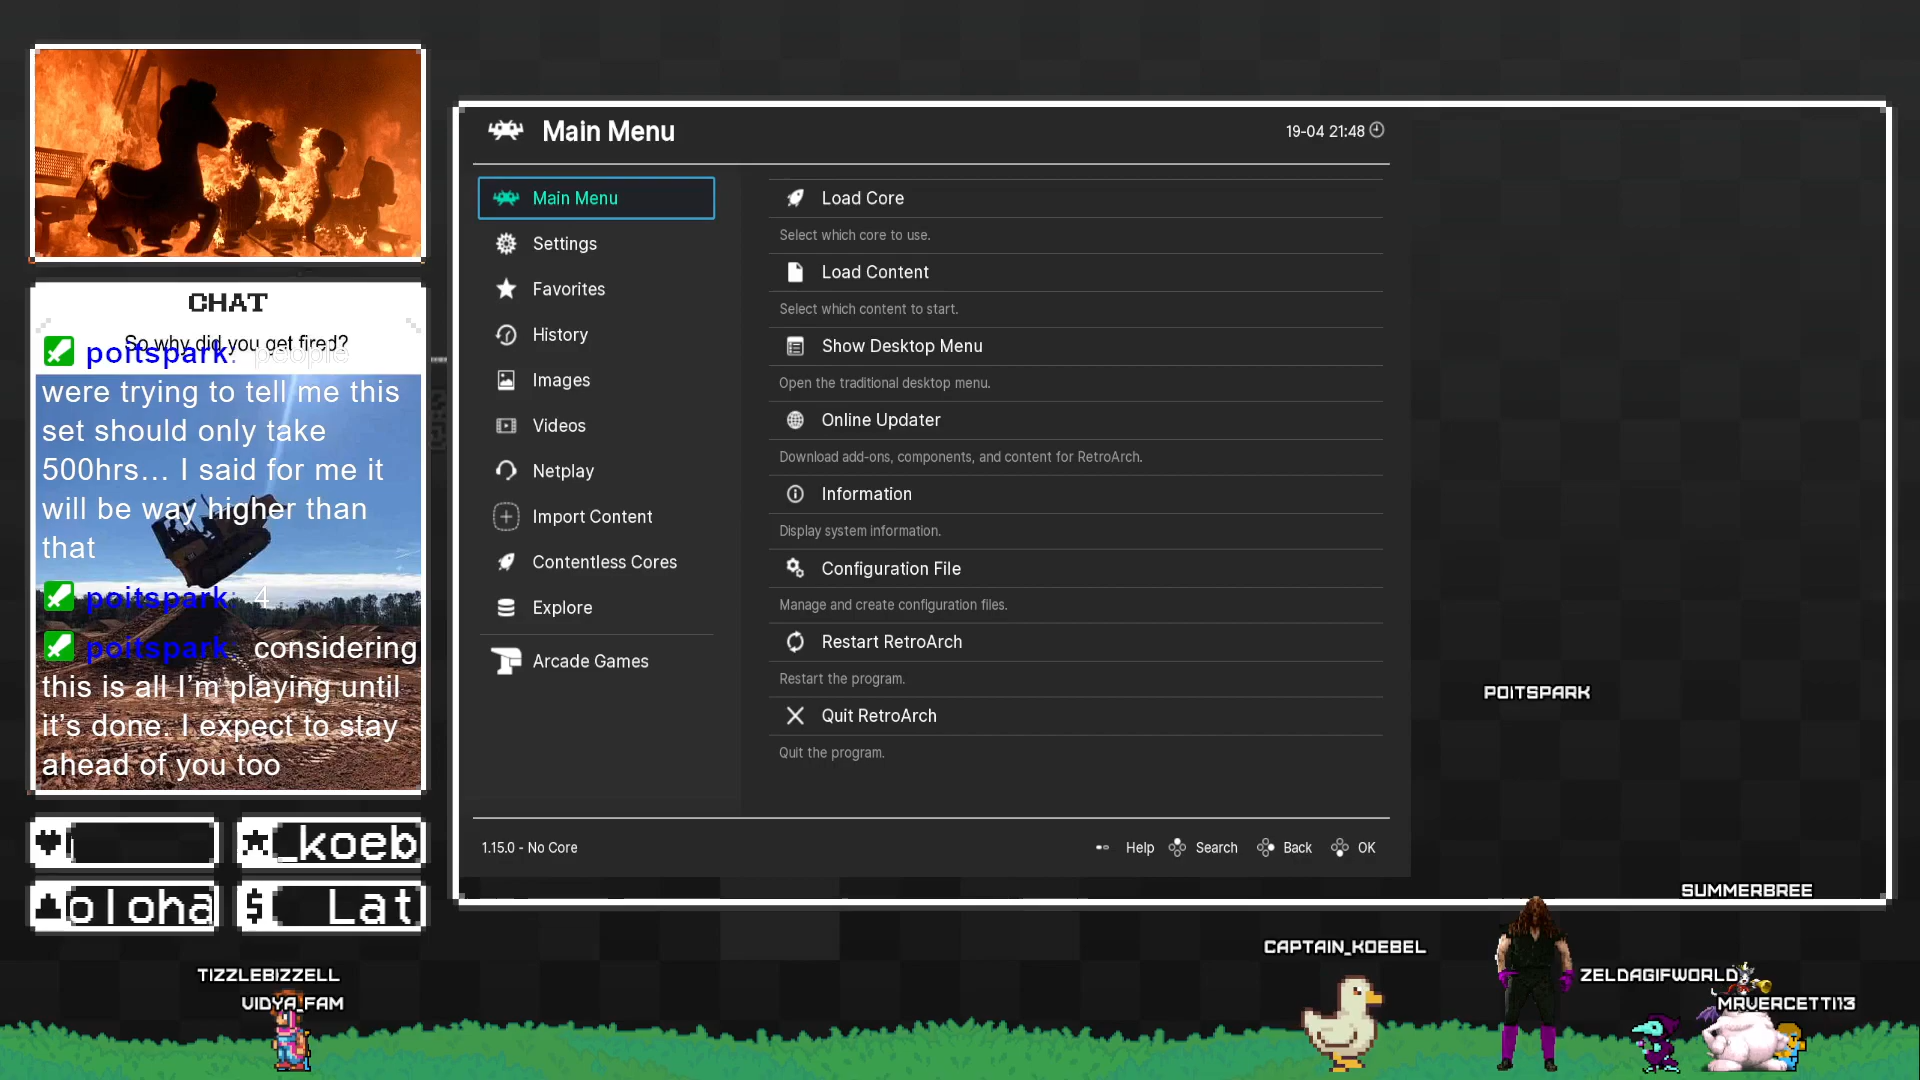 CHAT
So why did you get fired?
poitspark: people
were trying to tell me this
set should only take
500hrs... I said for me it
will be way higher than
that
poitspark: 4
poitspark: considering
this is all I'm playing until
it's done. I expect to stay
ahead of you too
_koeb
oloha
$ Lat
Main Menu
19-04 21:48
Main Menu
Settings
Favorites
History
Images
Videos
Netplay
Import Content
Contentless Cores
Explore
Arcade Games
Load Core
Select which core to use.
Load Content
Select which content to start.
Show Desktop Menu
Open the traditional desktop menu.
Online Updater
Download add-ons, components, and content for RetroArch.
Information
Display system information.
Configuration File
Manage and create configuration files.
Restart RetroArch
Restart the program.
Quit RetroArch
Quit the program.
1.15.0 - No Core
Help
Search
Back
OK
POITSPARK
SUMMERBREE
CAPTAIN_KOEBEL
ZELDAGIFWORLD
MRVERCETTI13
TIZZLEBIZZELL
VIDYA_FAM